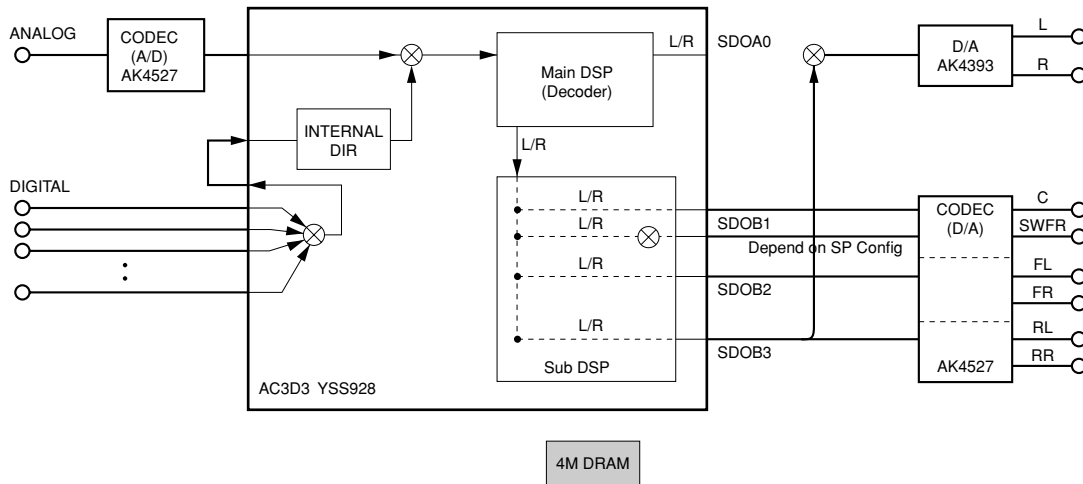 ANALOG
CODEC
(A/D)
AK4527
INTERNAL
DIR
Main DSP
(Decoder)
L/R
SDOA0
L/R
D/A
AK4393
L
R
DIGITAL
:
L/R
L/R
L/R
L/R
Sub DSP
AC3D3 YSS928
SDOB1
Depend on SP Config
SDOB2
SDOB3
CODEC
(D/A)
AK4527
C
SWFR
FL
FR
RL
RR
4M DRAM